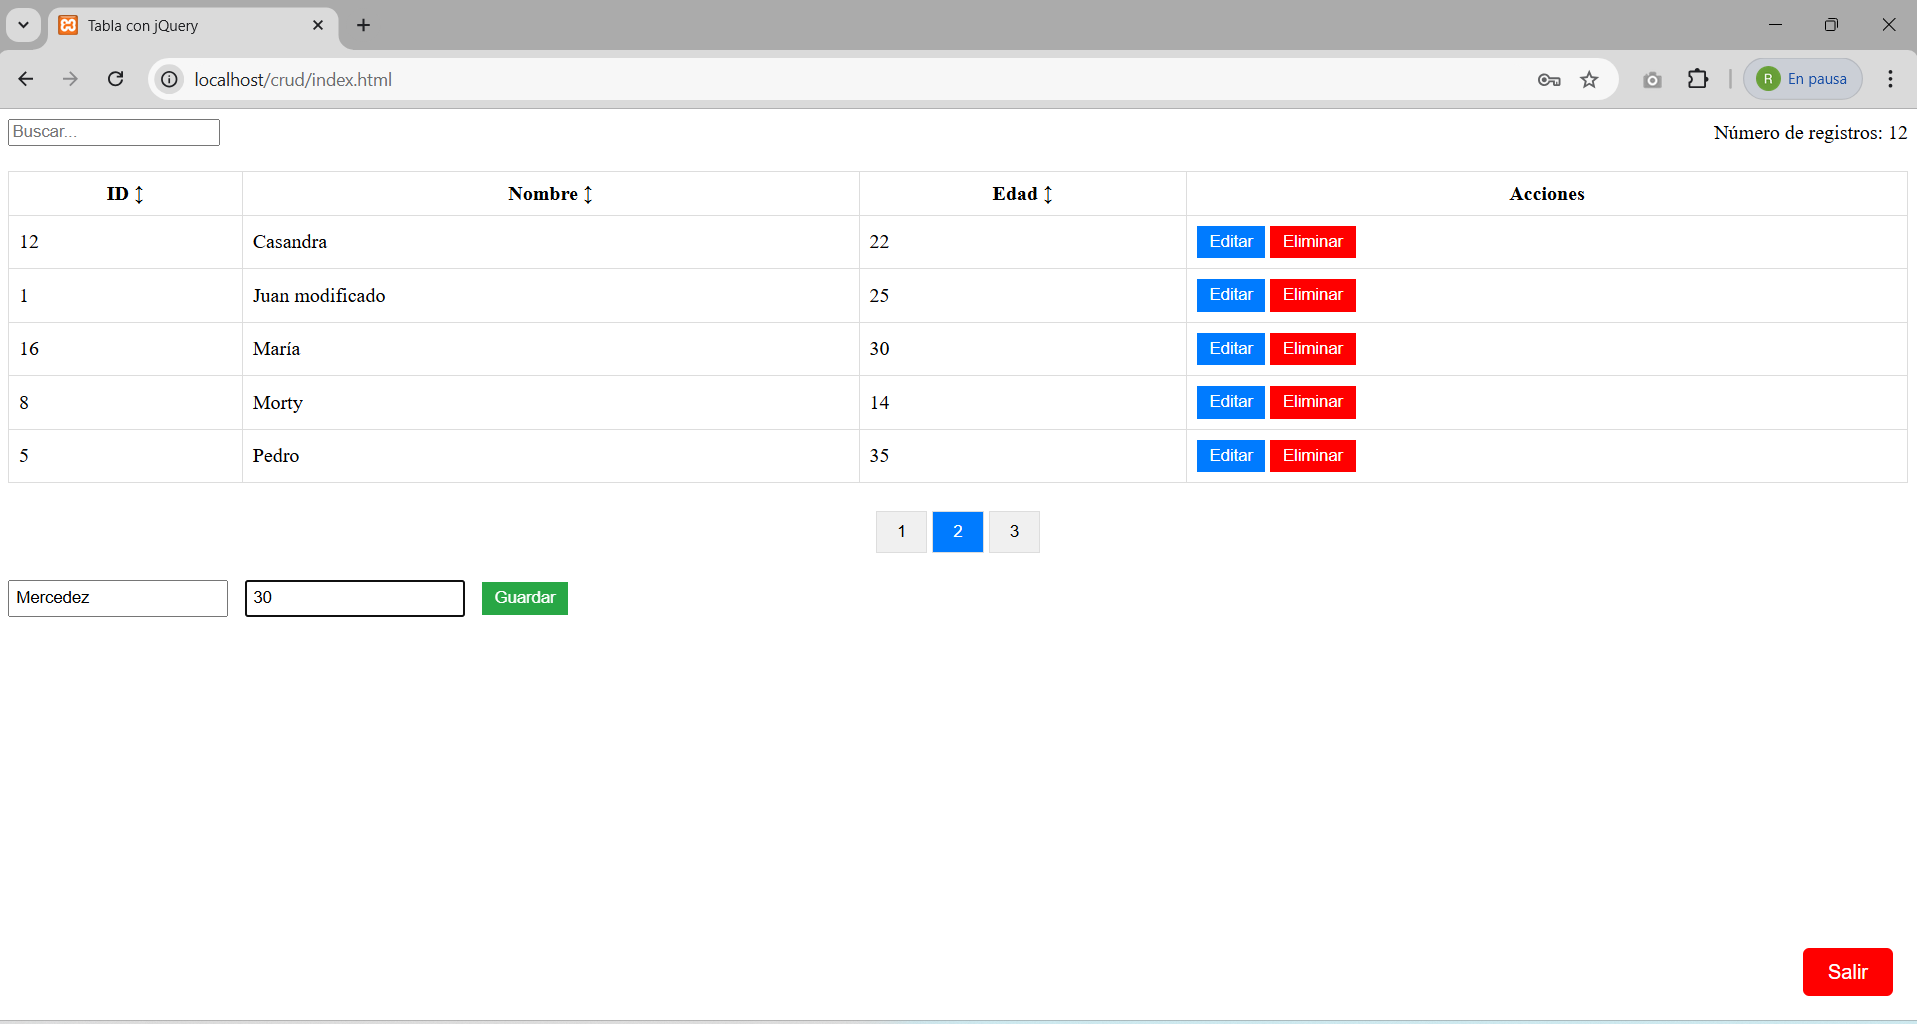 Tabla con jQuery
localhost/crud/index.html
R En pausa
Buscar...
Número de registros: 12
ID ↕ Nombre ↕ Edad ↕ Acciones
12 Casandra 22 Editar Eliminar
1 Juan modificado 25 Editar Eliminar
16 María 30 Editar Eliminar
8 Morty 14 Editar Eliminar
5 Pedro 35 Editar Eliminar
1 2 3
Mercedez 30 Guardar
Salir